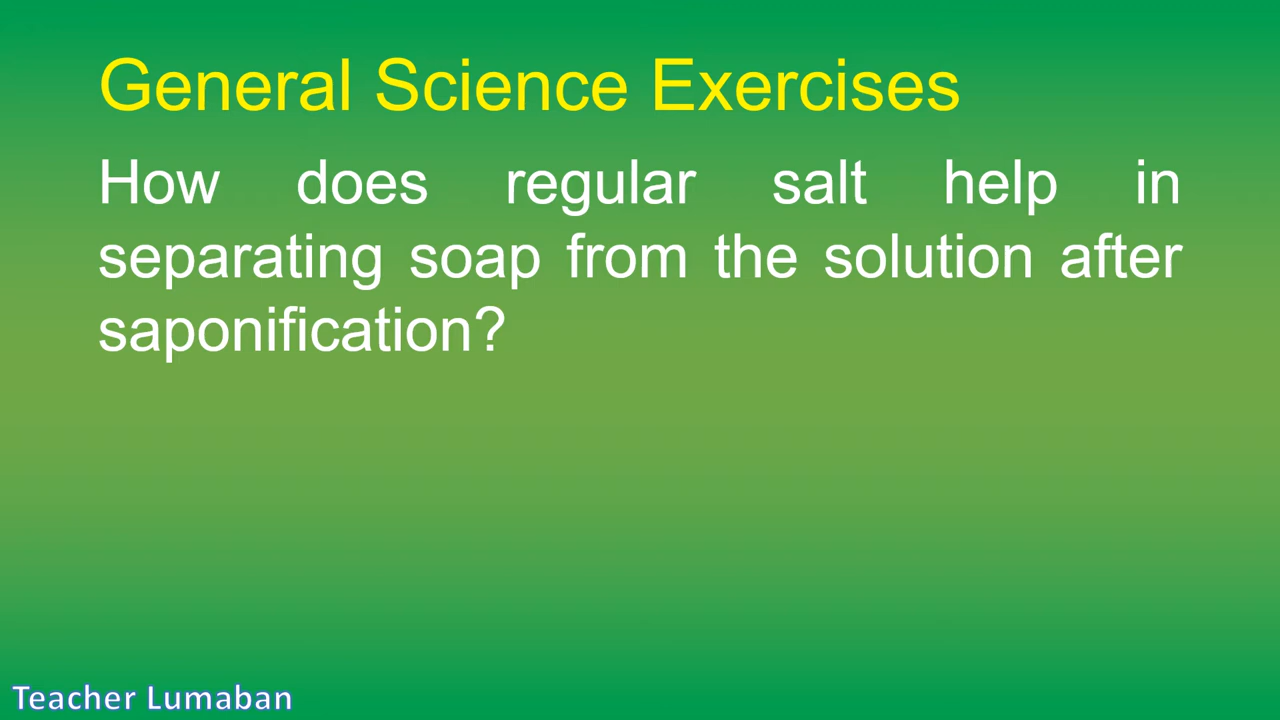 General Science Exercises
How does regular salt help in
separating soap from the solution after
saponification?
Teacher Lumaban